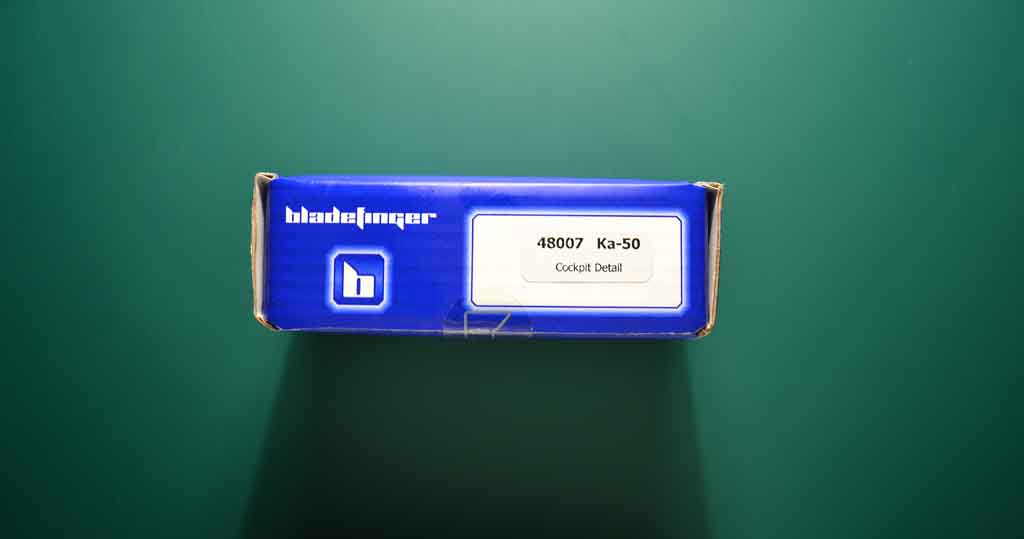 bladefinger
b
48007 Ka-50
Cockpit Detail